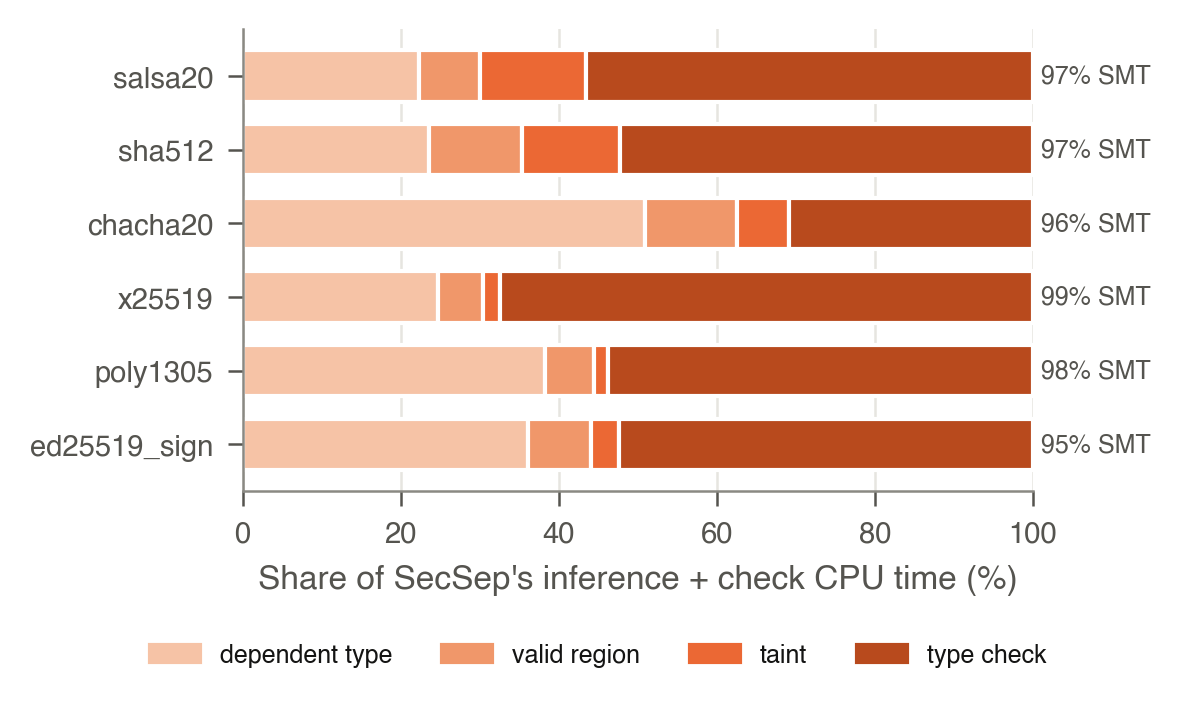 salsa20 97% SMT
sha512 97% SMT
chacha20 96% SMT
x25519 99% SMT
poly1305 98% SMT
ed25519_sign 95% SMT
0 20 40 60 80 100
Share of SecSep's inference + check CPU time (%)
dependent type valid region taint type check